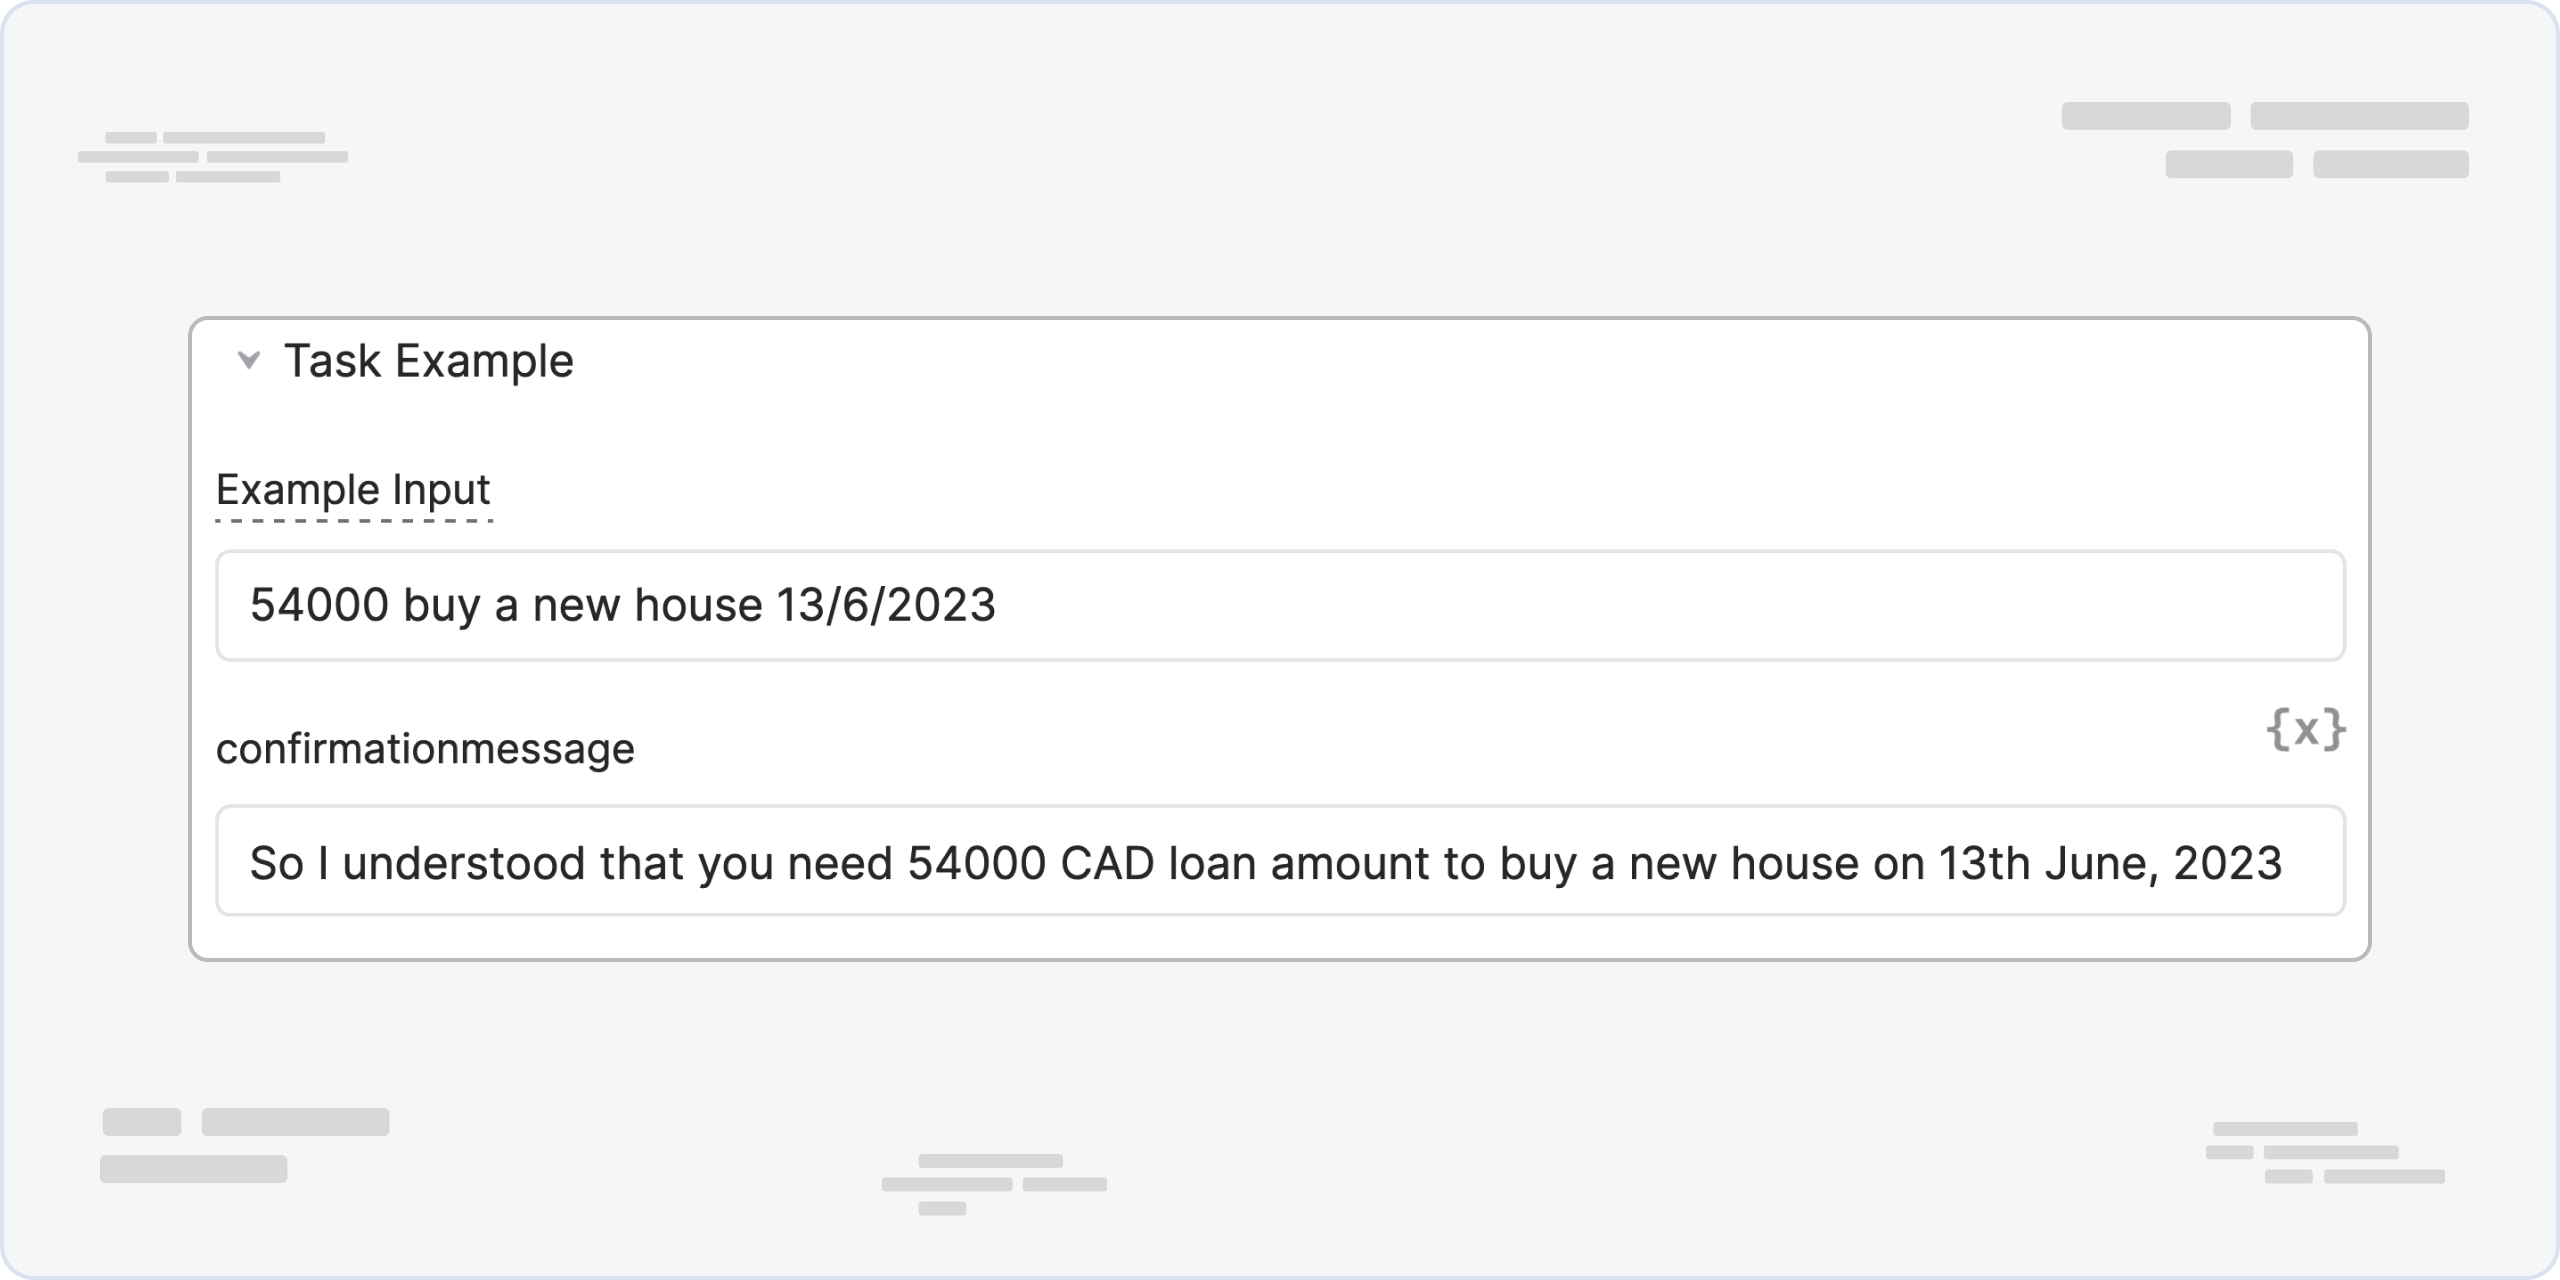 Task Example
Example Input
54000 buy a new house 13/6/2023
{x}
confirmationmessage
So I understood that you need 54000 CAD loan amount to buy a new house on 13th June, 2023